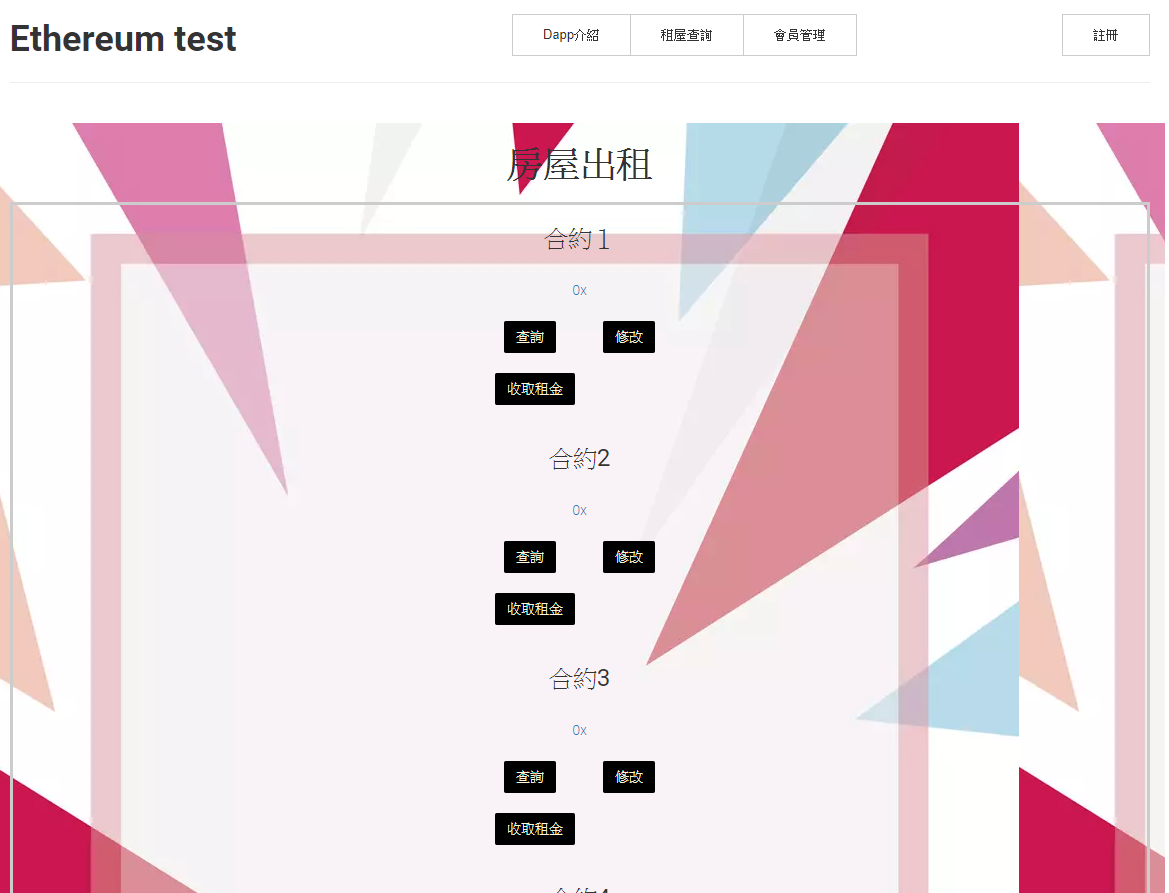 Ethereum test
Dapp介紹 租屋查詢 會員管理 註冊
房屋出租
合約１
0x
查詢 修改
收取租金
合約2
0x
查詢 修改
收取租金
合約3
0x
查詢 修改
收取租金